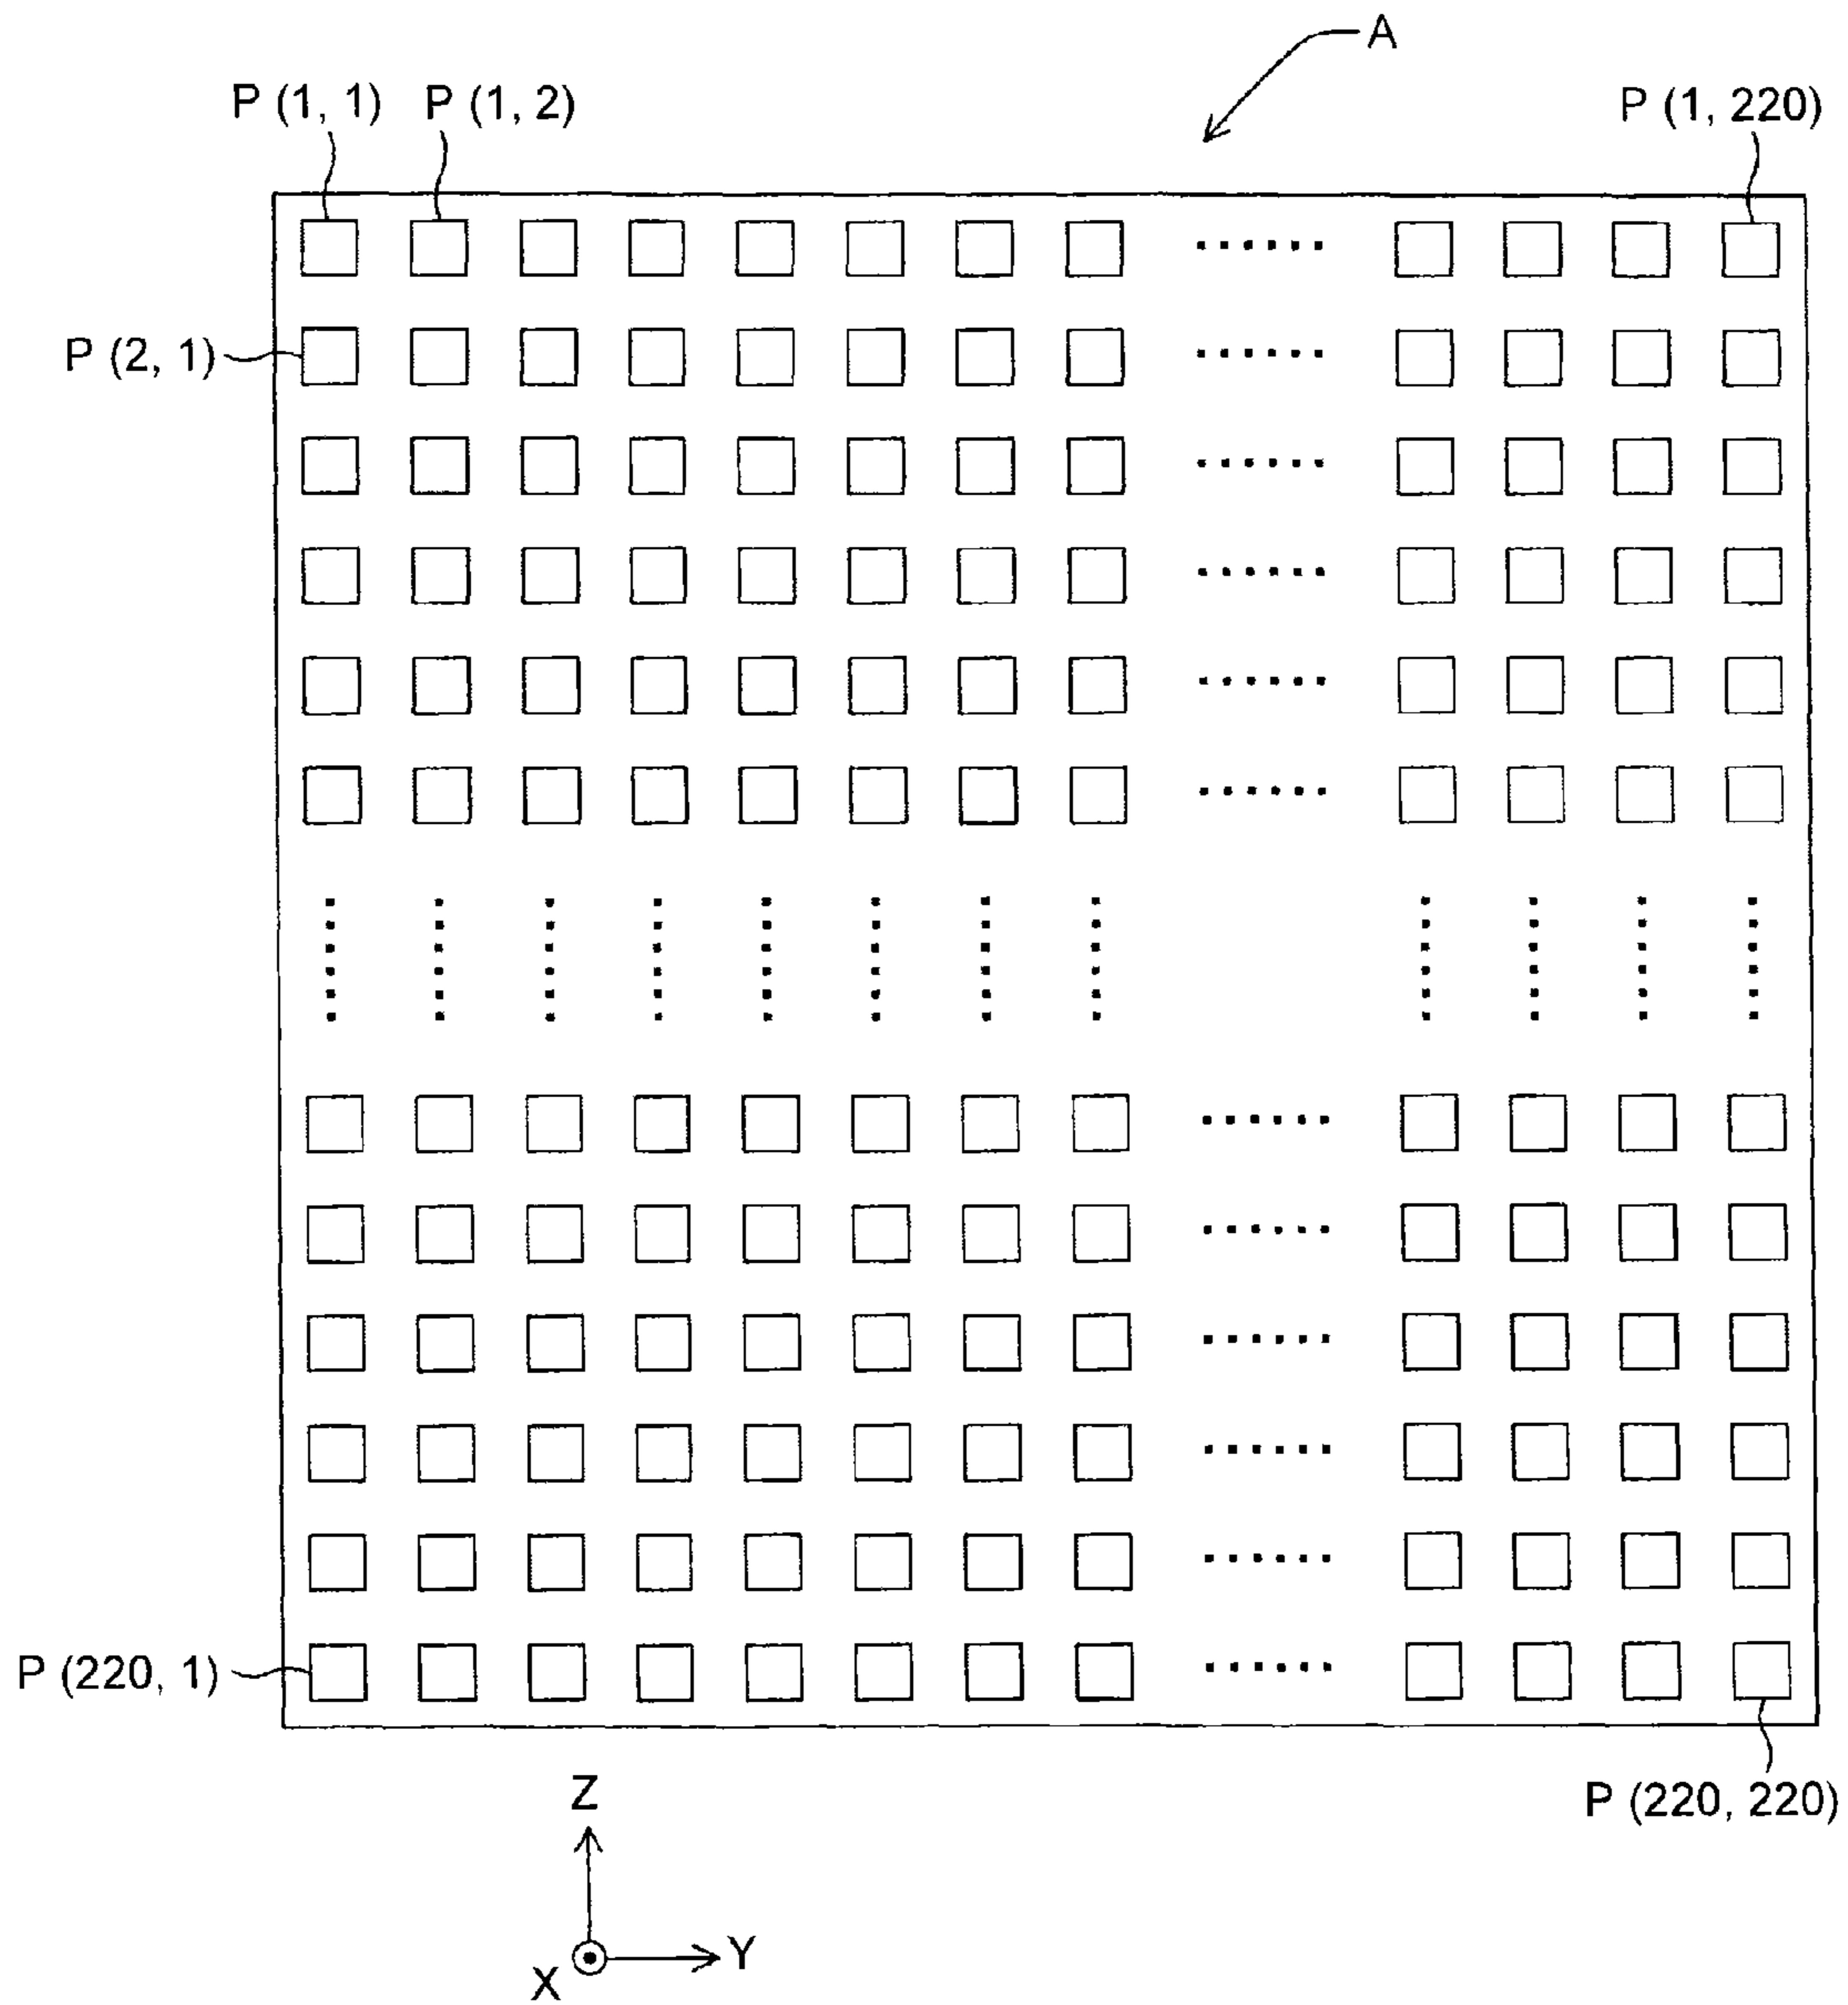 A
P (1, 1)
P (1, 2)
P (1, 220)
P (2, 1)
P (220, 1)
P (220, 220)
Z
Y
X